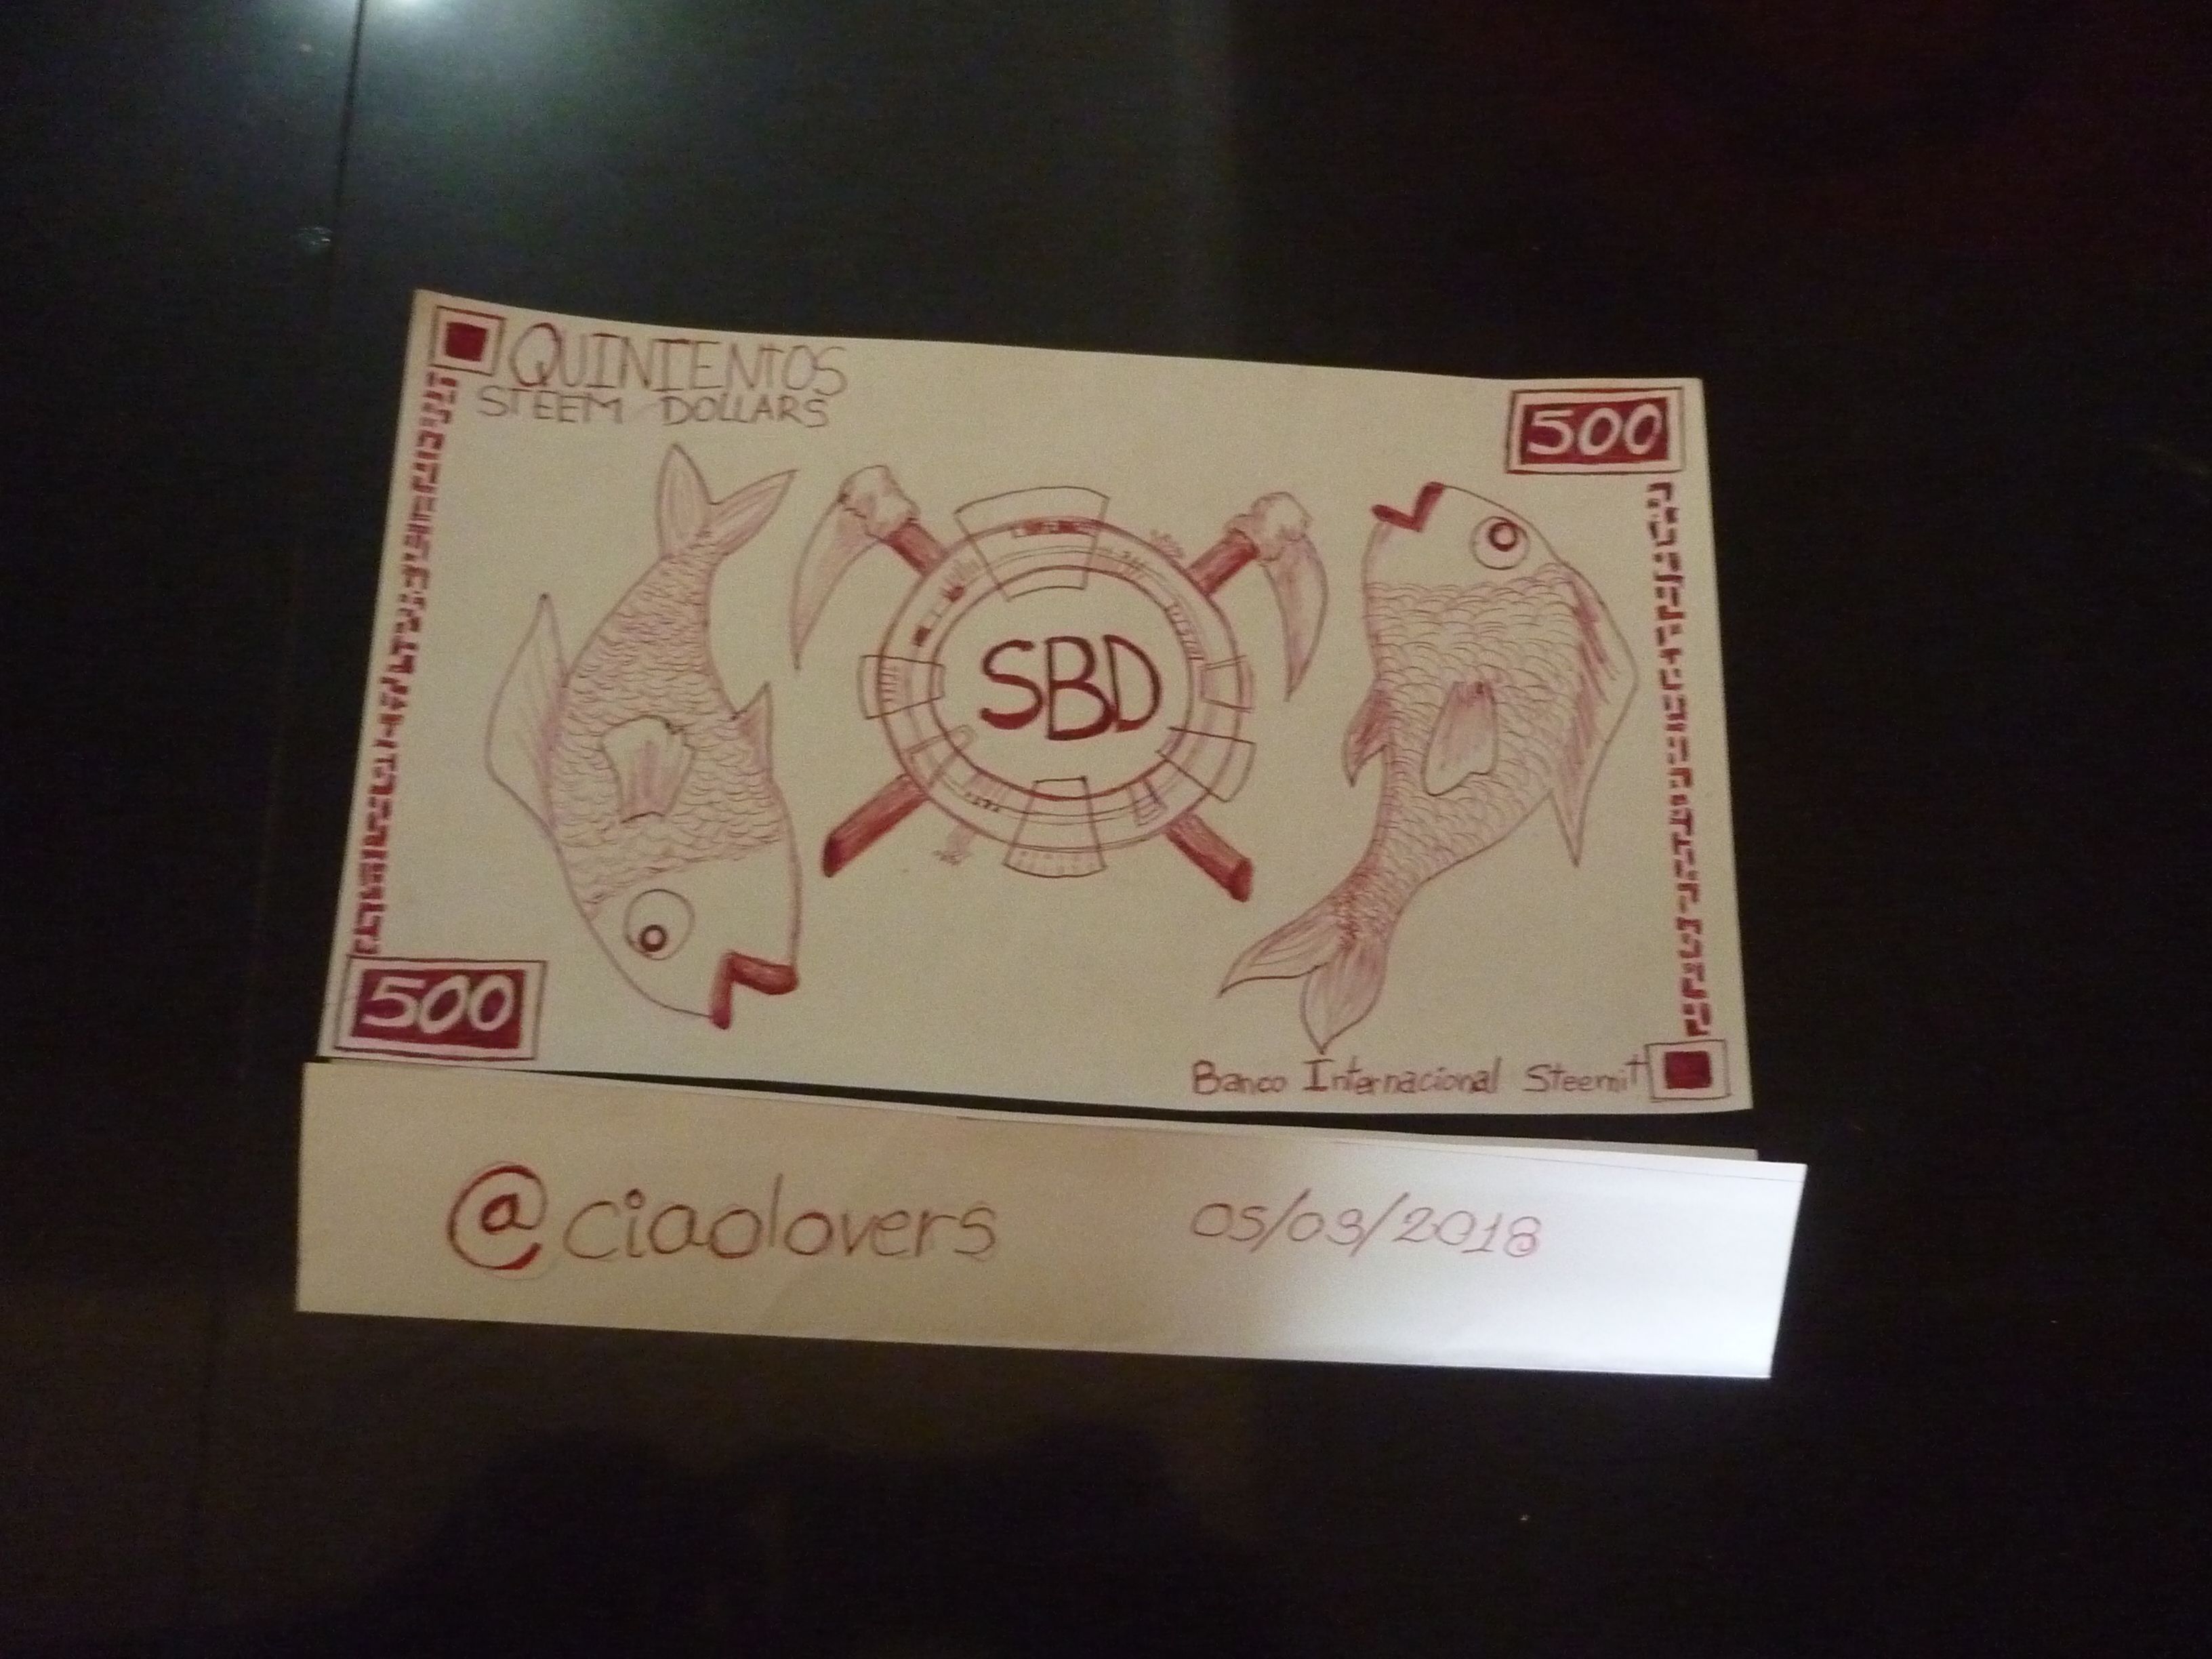 QUINIENTOS
STEEM DOLLARS
500
SBD
500
Banco Internacional Steemit
@ciaolovers 05/03/2018